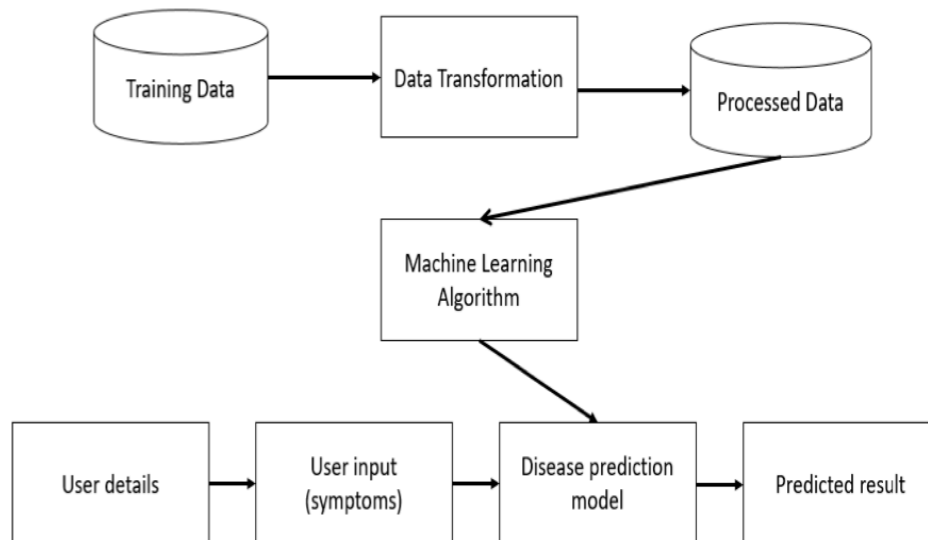 Training Data
Data Transformation
Processed Data
Machine Learning
Algorithm
User details
User input
(symptoms)
Disease prediction
model
Predicted result